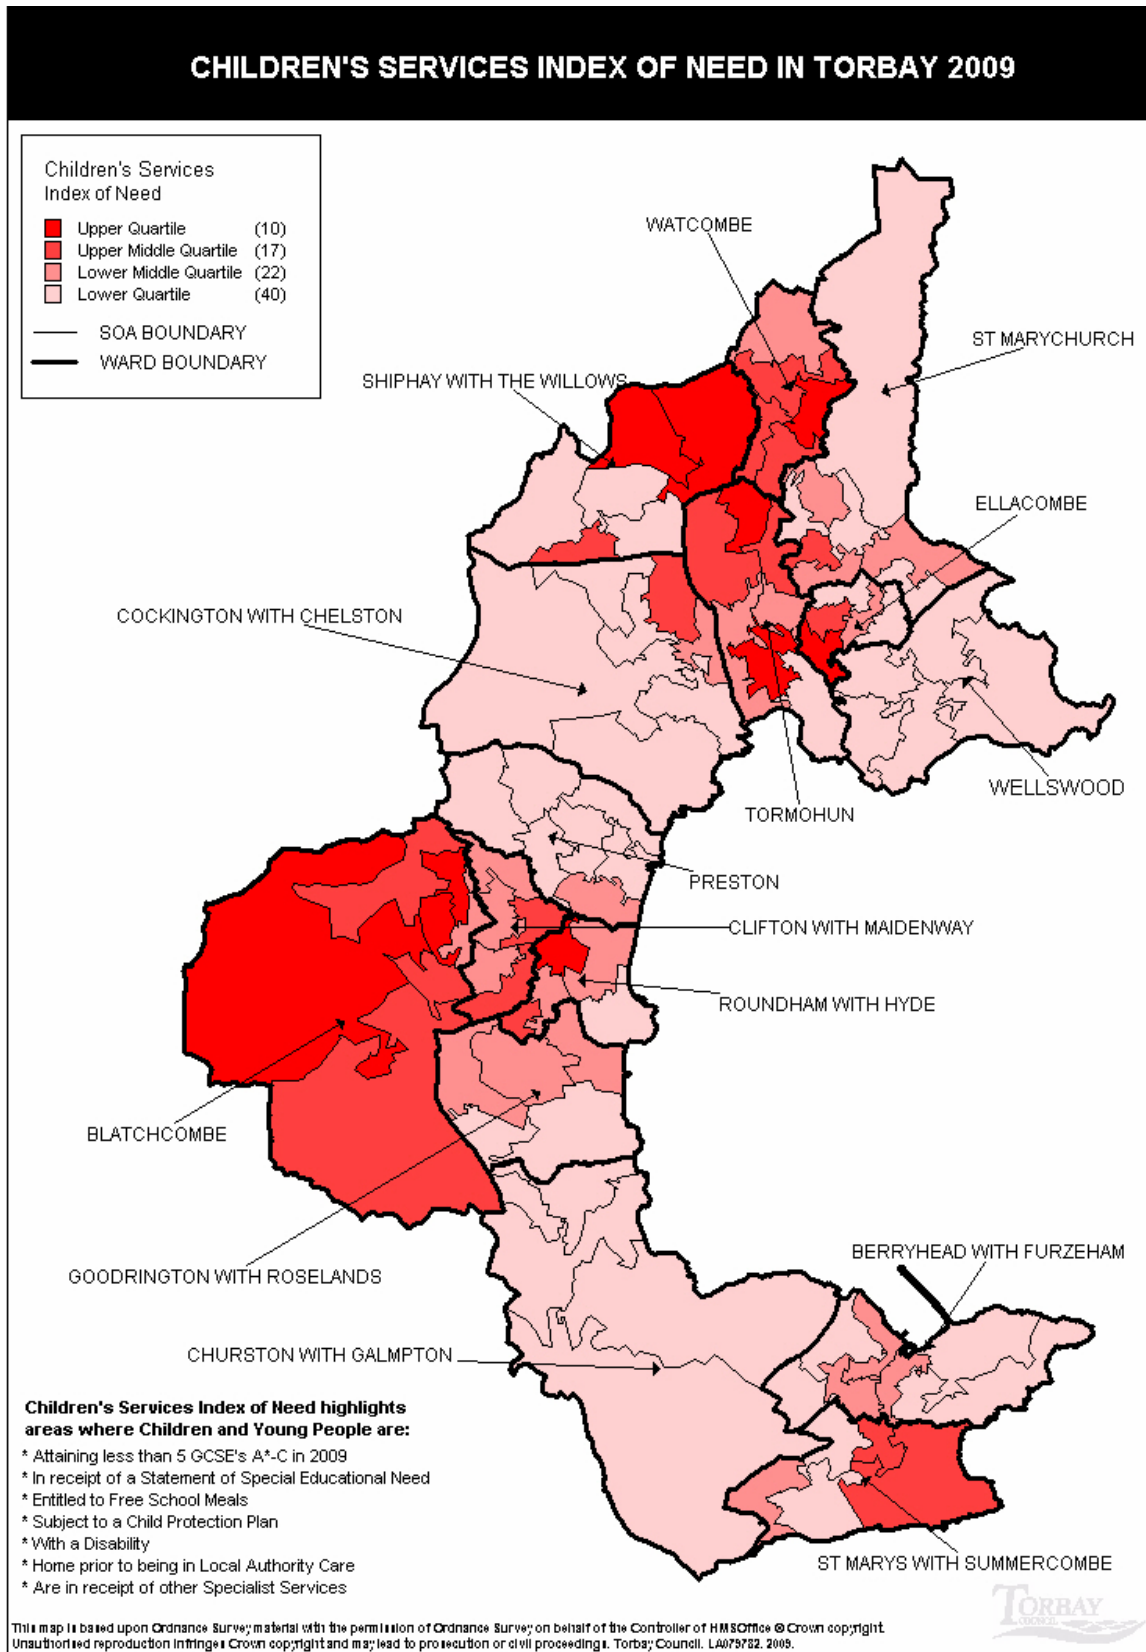 CHILDREN'S SERVICES INDEX OF NEED IN TORBAY 2009
Children's Services
Index of Need
Upper Quartile (10)
Upper Middle Quartile (17)
Lower Middle Quartile (22)
Lower Quartile (40)
SOA BOUNDARY
WARD BOUNDARY
WATCOMBE
ST MARYCHURCH
SHIPHAY WITH THE WILLOWS
ELLACOMBE
COCKINGTON WITH CHELSTON
WELLSWOOD
TORMOHUN
PRESTON
CLIFTON WITH MAIDENWAY
ROUNDHAM WITH HYDE
BLATCHCOMBE
BERRYHEAD WITH FURZEHAM
GOODRINGTON WITH ROSELANDS
CHURSTON WITH GALMPTON
Children's Services Index of Need highlights
areas where Children and Young People are:
* Attaining less than 5 GCSE's A*-C in 2009
* In receipt of a Statement of Special Educational Need
* Entitled to Free School Meals
* Subject to a Child Protection Plan
* With a Disability
* Home prior to being in Local Authority Care
* Are in receipt of other Specialist Services
ST MARYS WITH SUMMERCOMBE
TORBAY
COUNCIL
This map is based upon Ordnance Survey material with the permission of Ordnance Survey on behalf of the Controller of HMSOffice © Crown copyright.
Unauthorised reproduction infringes Crown copyright and may lead to prosecution or civil proceedings. Torbay Council. LA079782. 2009.